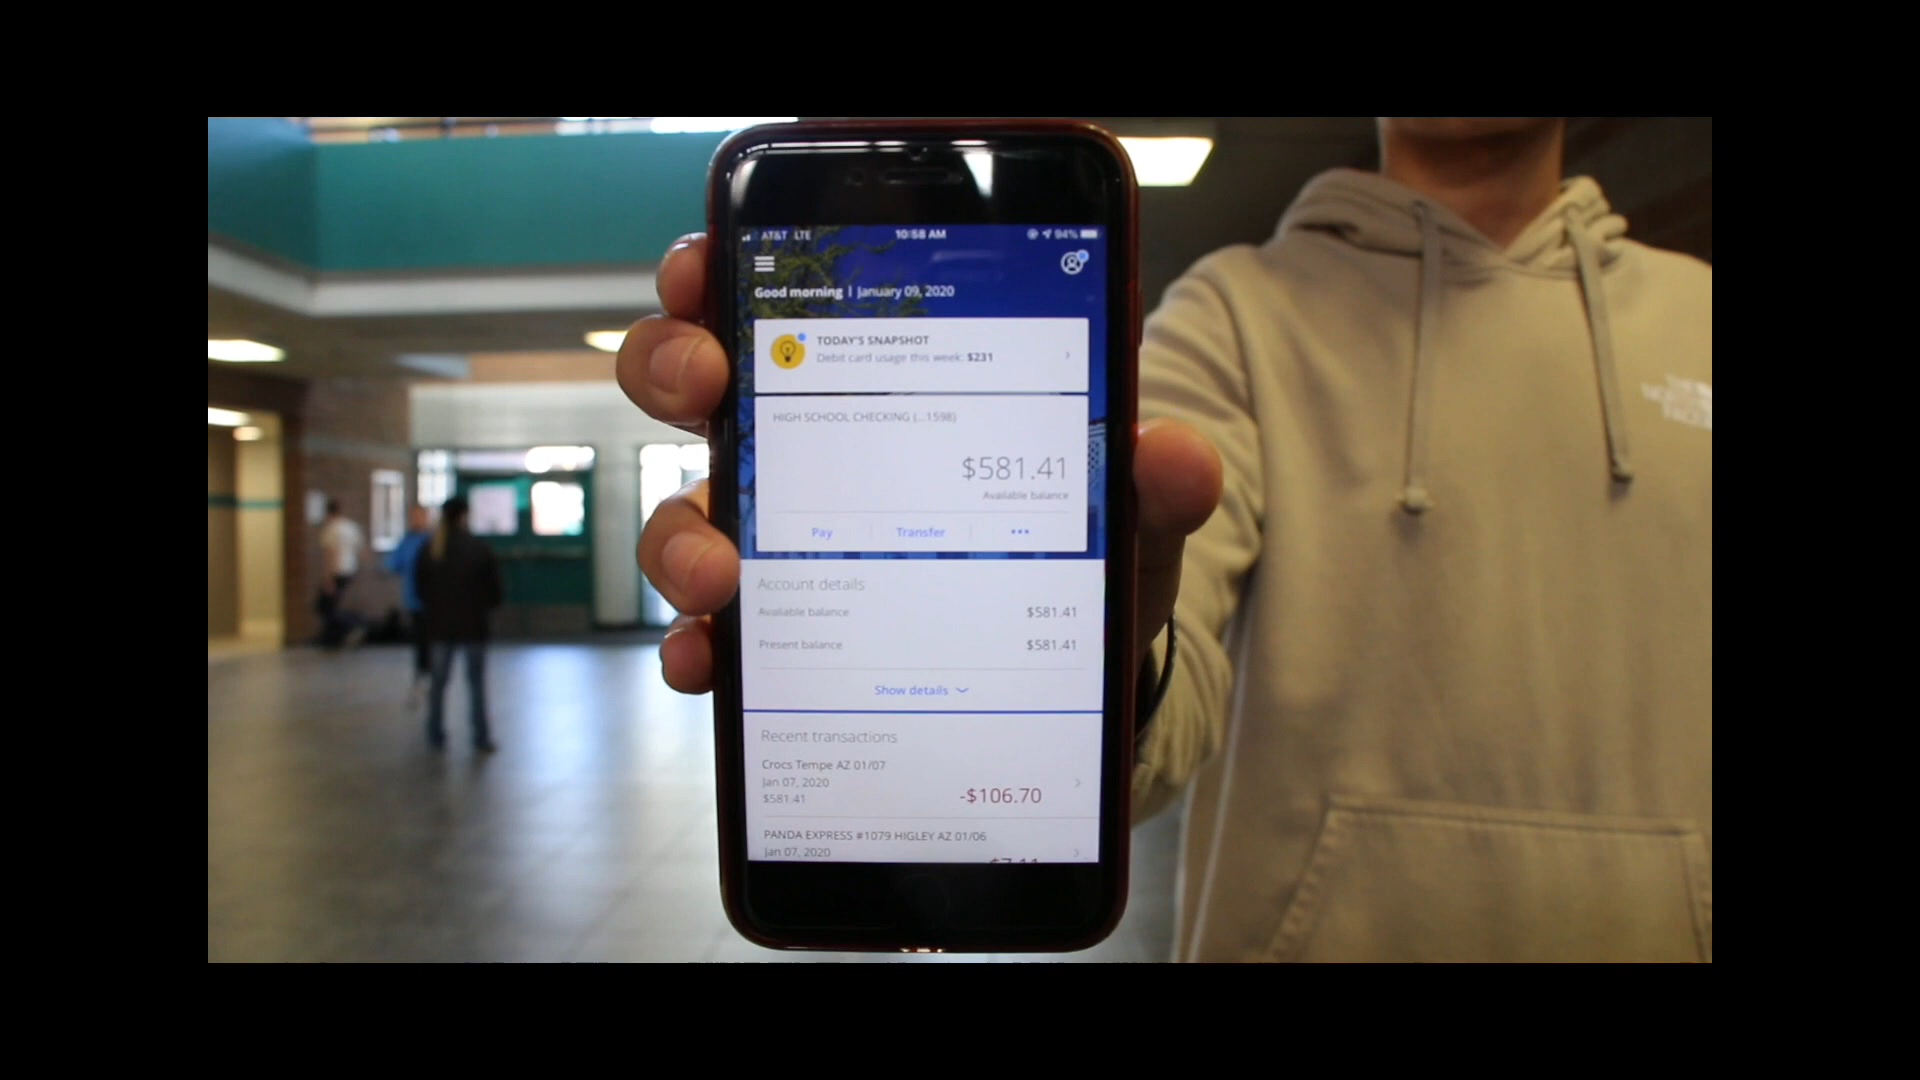 AT&T LTE 10:58 AM 94%
Good morning | January 09, 2020
TODAY'S SNAPSHOT
Debit card usage this week: $231
HIGH SCHOOL CHECKING (...1598)
$581.41
Available balance
Pay Transfer
Account details
Available balance $581.41
Present balance $581.41
Show details
Recent transactions
Crocs Tempe AZ 01/07
Jan 07, 2020
$581.41 -$106.70
PANDA EXPRESS #1079 HIGLEY AZ 01/06
Jan 07, 2020
THE
NORTH
FACE